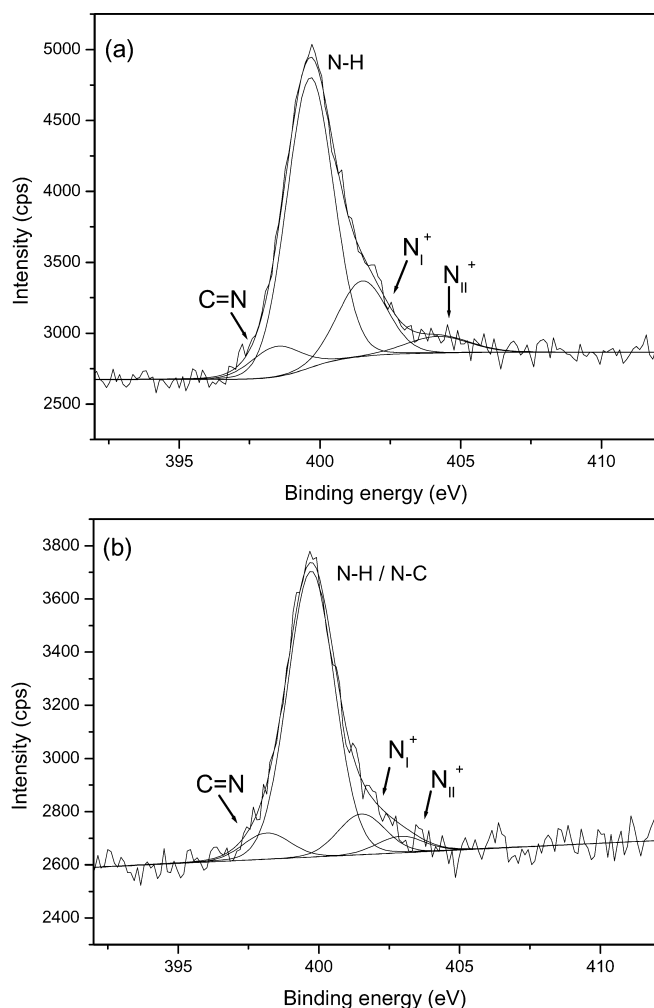 (a)
N-H
C=N
N_I^+
N_II^+
5000
4500
4000
3500
3000
2500
Intensity (cps)
395
400
405
410
Binding energy (eV)
(b)
N-H / N-C
C=N
N_I^+
N_II^+
3800
3600
3400
3200
3000
2800
2600
2400
Intensity (cps)
395
400
405
410
Binding energy (eV)